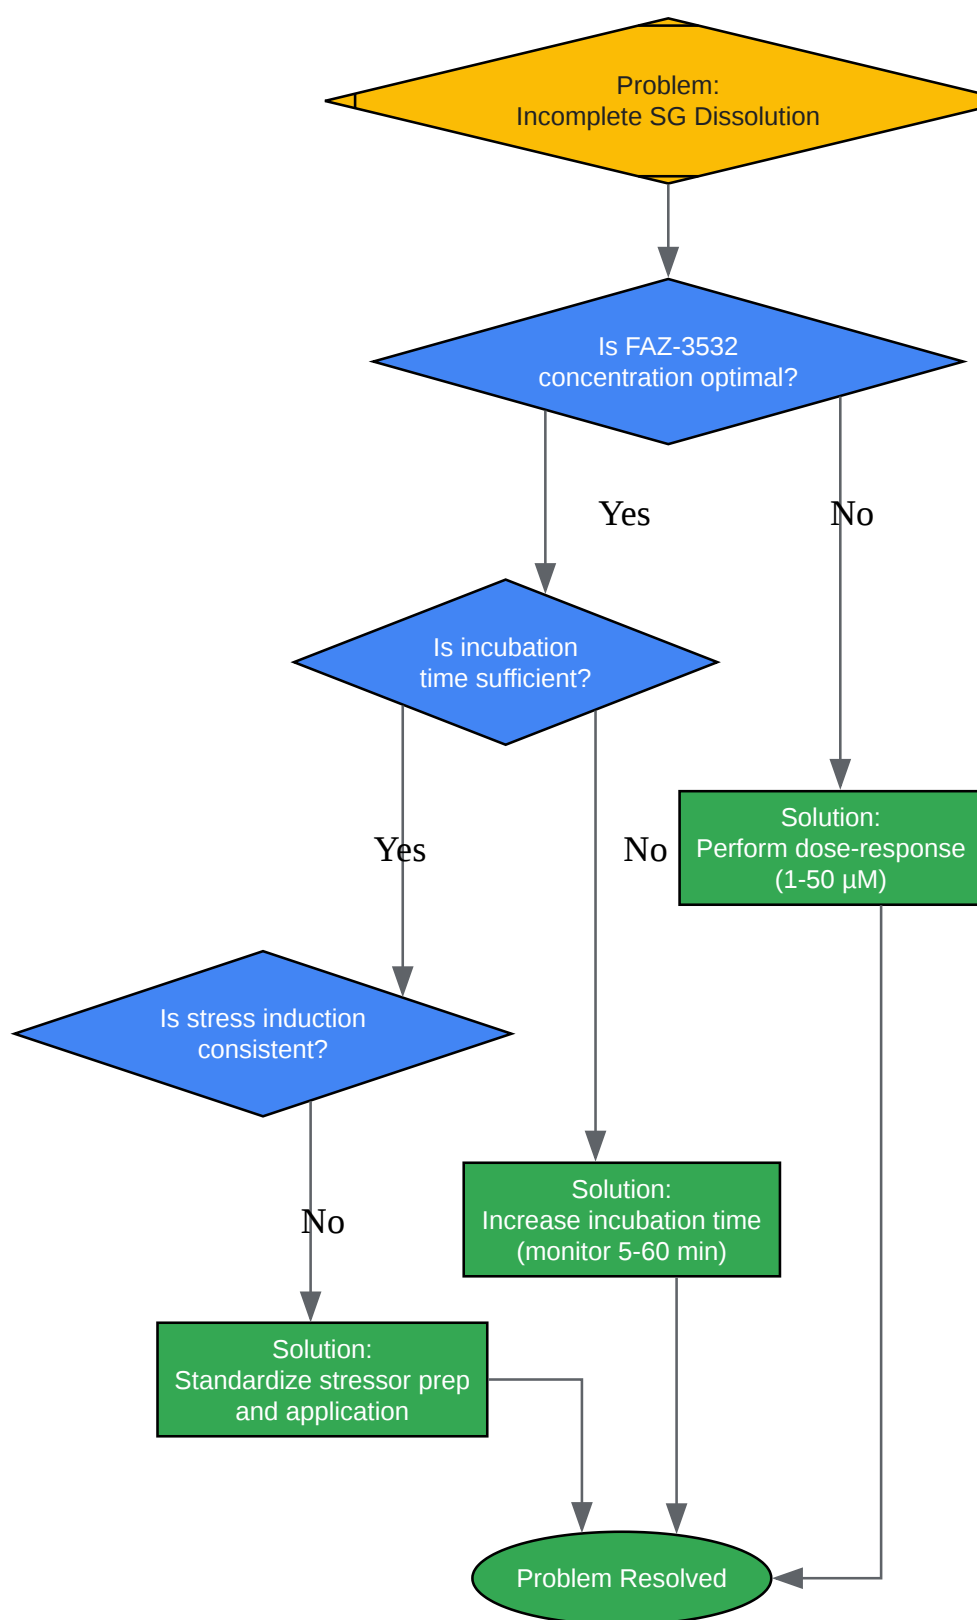 Problem:
Incomplete SG Dissolution
Is FAZ-3532
concentration optimal?
Yes
No
Is incubation
time sufficient?
Solution:
Perform dose-response
(1-50 µM)
Yes
No
Is stress induction
consistent?
Solution:
Increase incubation time
(monitor 5-60 min)
No
Solution:
Standardize stressor prep
and application
Problem Resolved